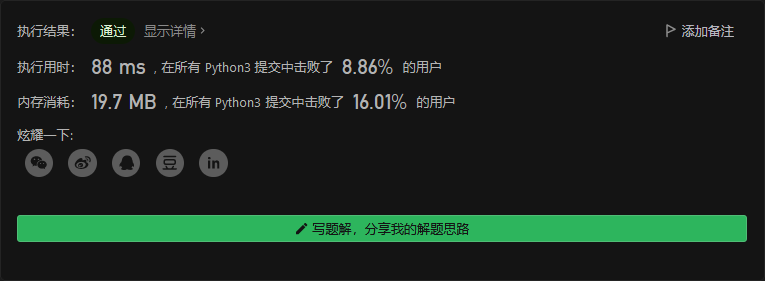 执行结果： 通过 显示详情 › 添加备注
执行用时： 88 ms , 在所有 Python3 提交中击败了 8.86% 的用户
内存消耗： 19.7 MB , 在所有 Python3 提交中击败了 16.01% 的用户
炫耀一下:
豆 in
写题解，分享我的解题思路